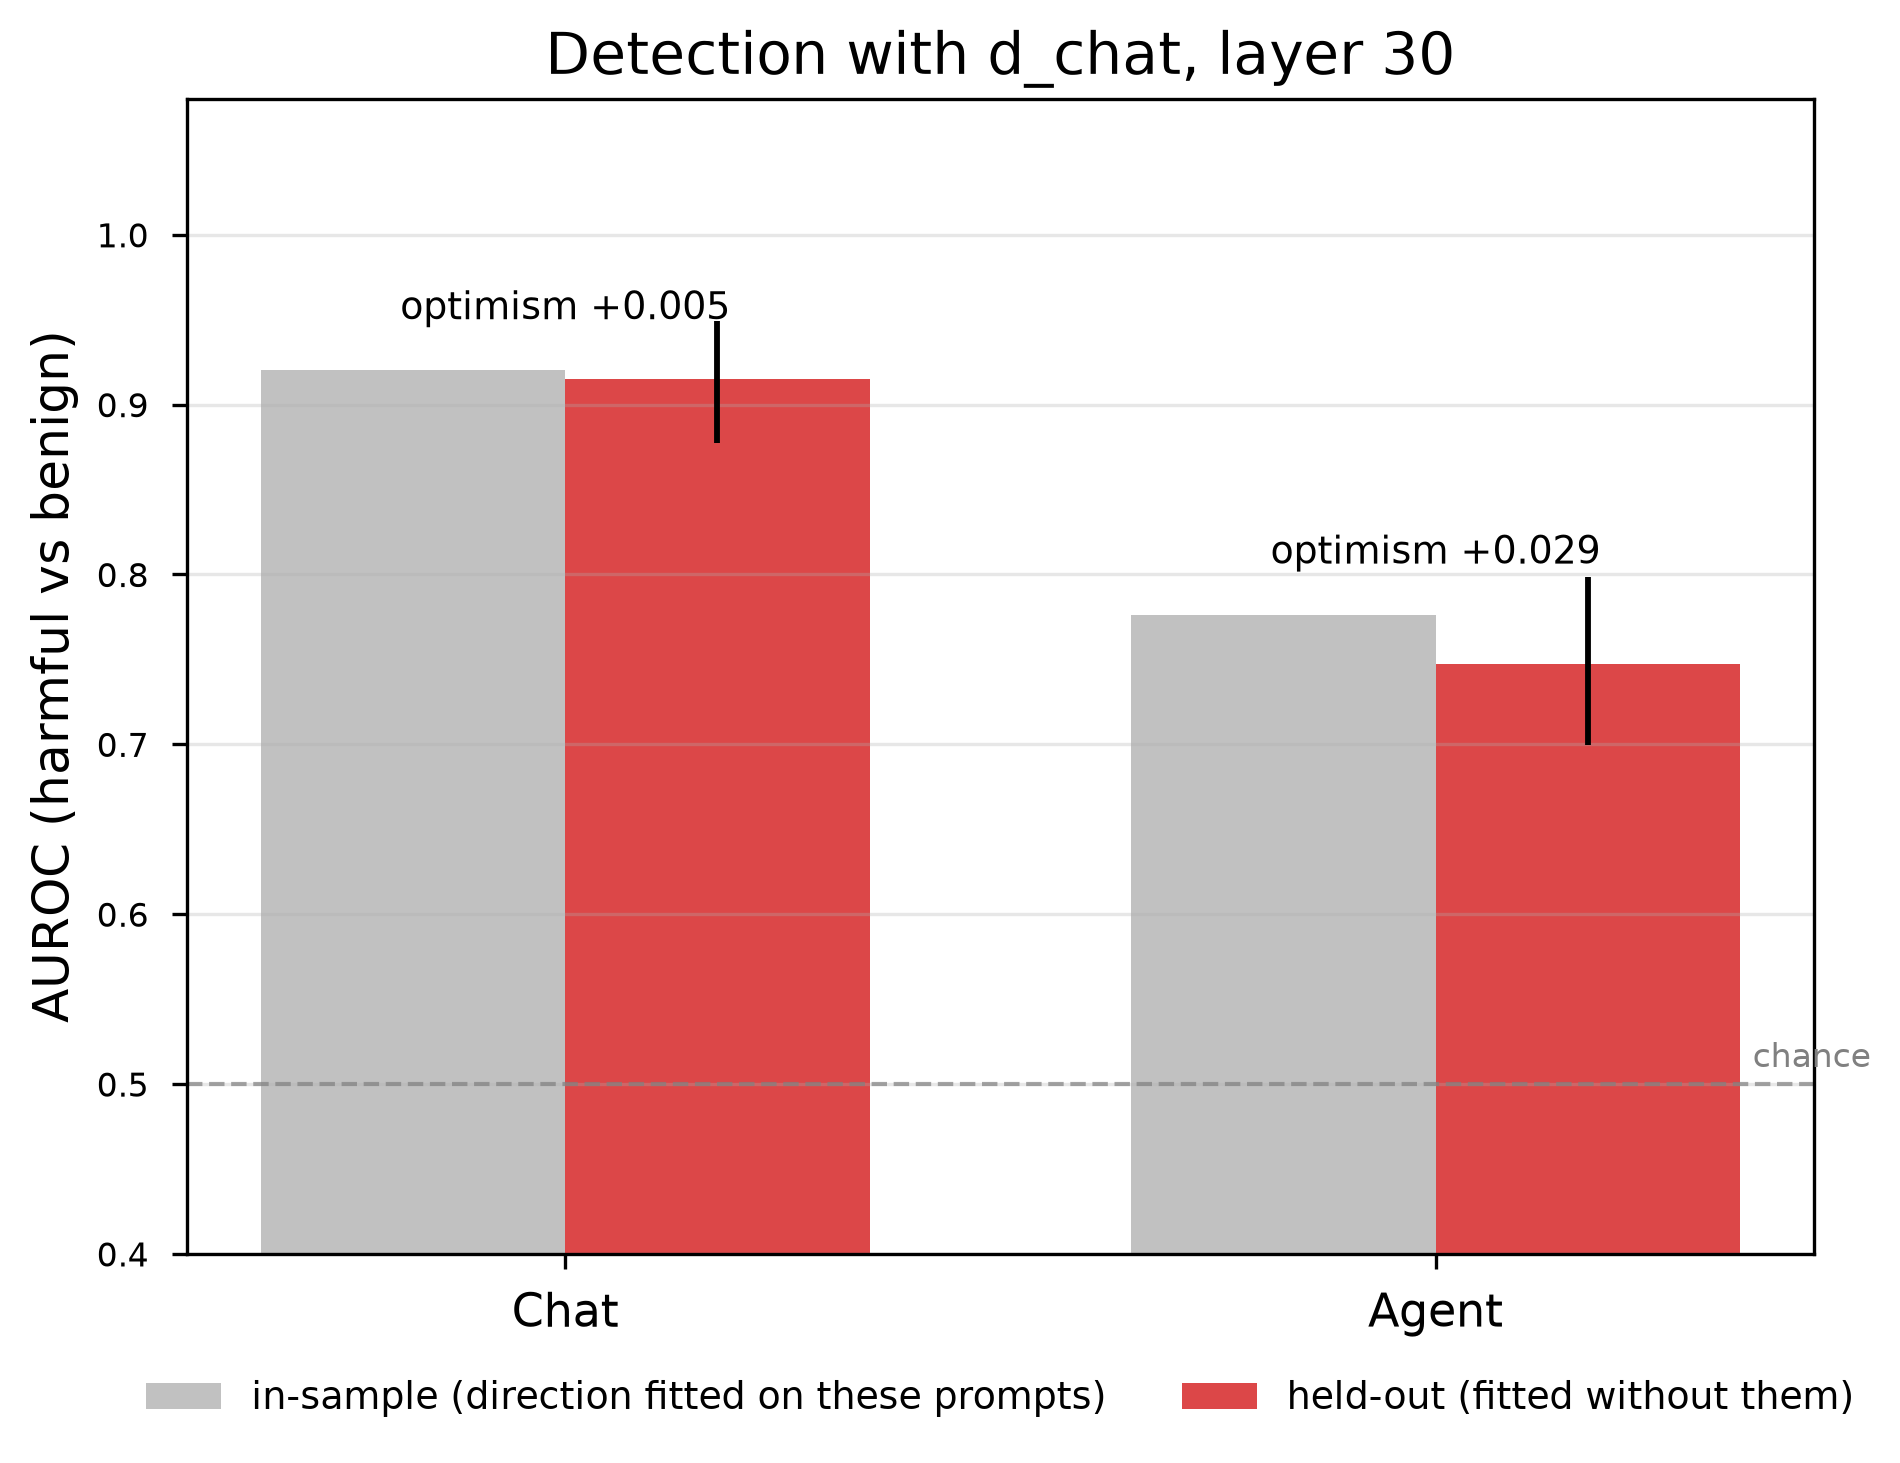 Detection with d_chat, layer 30
AUROC (harmful vs benign)
1.0
0.9
0.8
0.7
0.6
0.5
0.4
optimism +0.005
optimism +0.029
chance
Chat
Agent
in-sample (direction fitted on these prompts)
held-out (fitted without them)